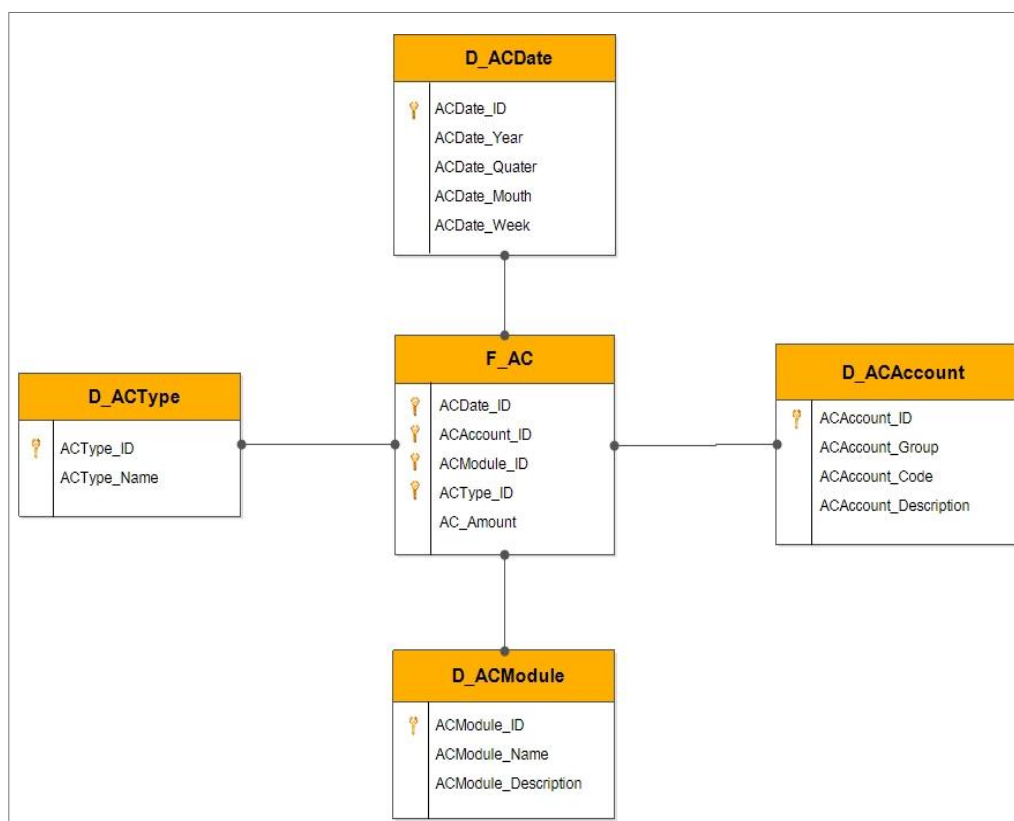 D_ACDate
ACDate_ID
ACDate_Year
ACDate_Quater
ACDate_Mouth
ACDate_Week
D_ACType
ACType_ID
ACType_Name
F_AC
ACDate_ID
ACAccount_ID
ACModule_ID
ACType_ID
AC_Amount
D_ACAccount
ACAccount_ID
ACAccount_Group
ACAccount_Code
ACAccount_Description
D_ACModule
ACModule_ID
ACModule_Name
ACModule_Description